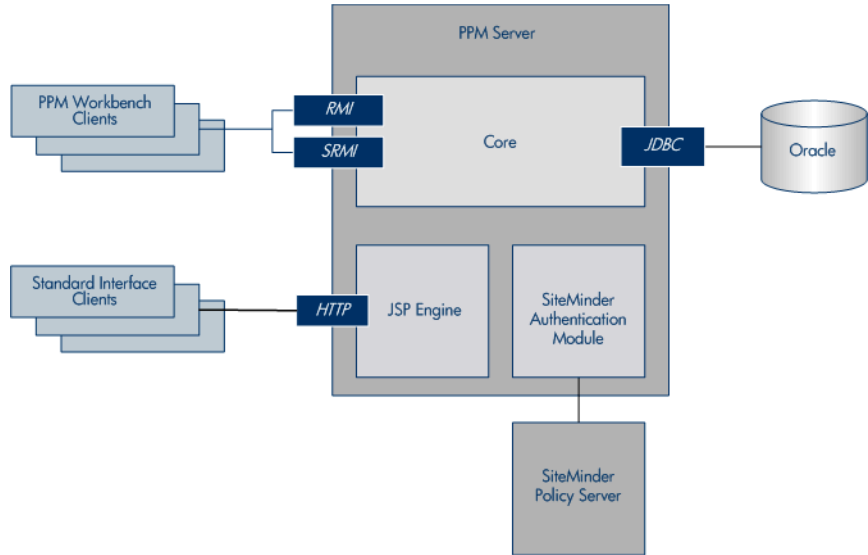 PPM Server
PPM Workbench
Clients
RMI
SRMI
Core
JDBC
Oracle
Standard Interface
Clients
HTTP
JSP Engine
SiteMinder
Authentication
Module
SiteMinder
Policy Server